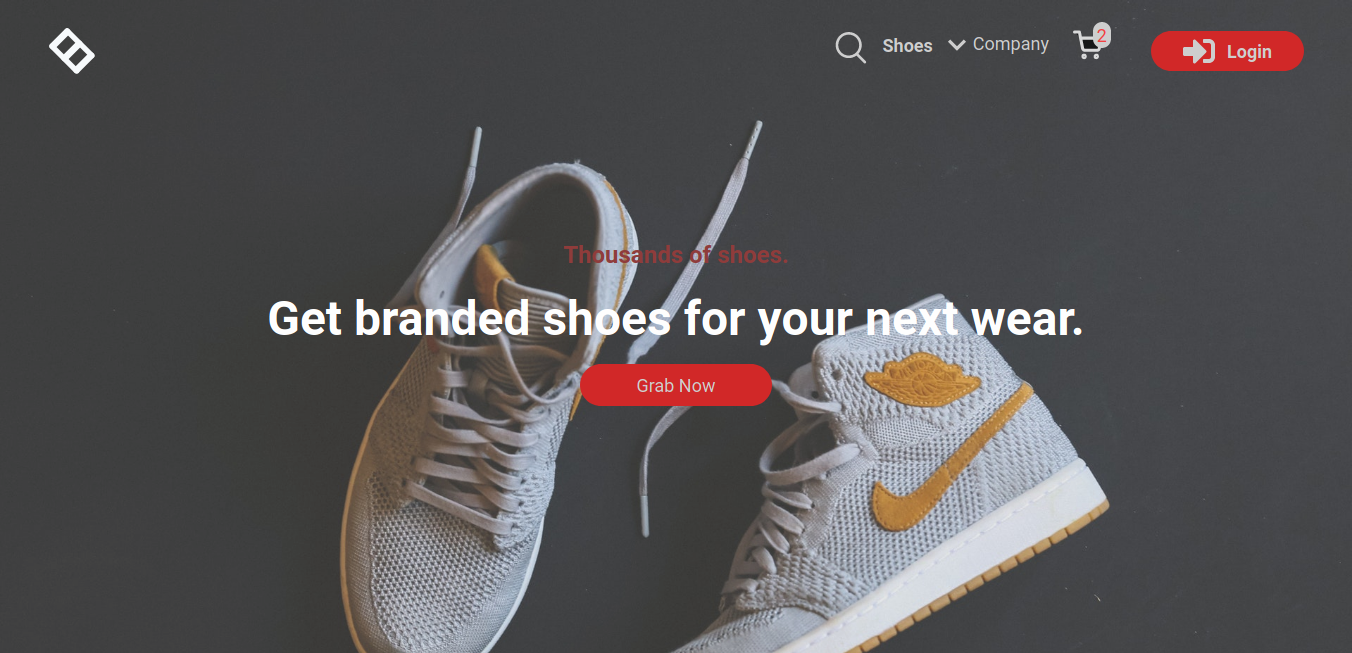 Shoes
Company
2
Login
Thousands of shoes.
Get branded shoes for your next wear.
Grab Now